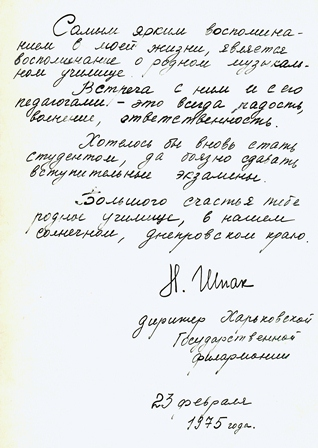 Самым ярким воспомина-
нием в моей жизни, является
воспоминание о родном музыкаль-
ном училище.
Встреча с ним и с его
педагогами - это всегда радость,
волнение, ответственность.
Хотелось бы вновь стать
студентом, да боязно сдавать
вступительные экзамены.
Большого счастья тебе
родное училище, в нашем
солнечном, днепровском краю.
Н. Шпак
дирижер Харьковской
Государственной
филармонии
23 февраля
1975 года.